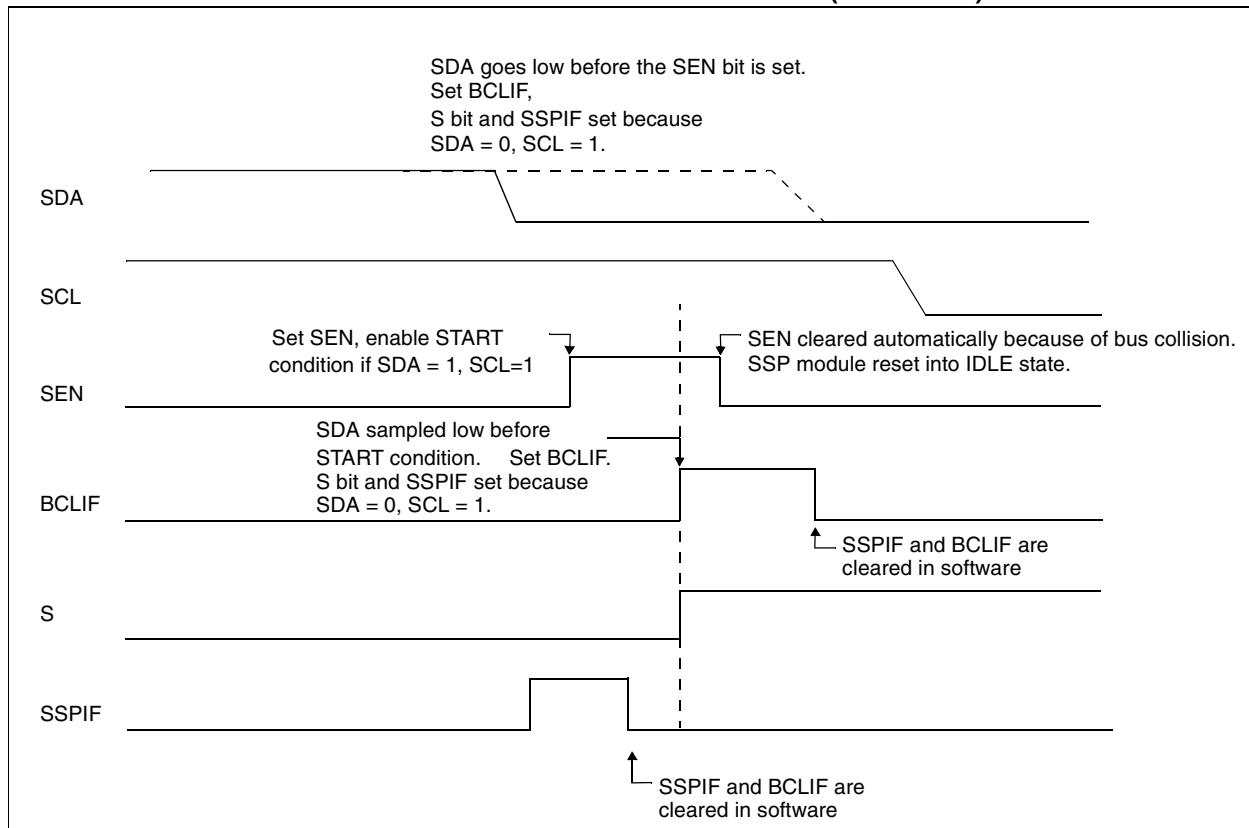 SDA goes low before the SEN bit is set.
Set BCLIF,
S bit and SSPIF set because
SDA = 0, SCL = 1.
SDA
SCL
Set SEN, enable START
condition if SDA = 1, SCL=1
SEN cleared automatically because of bus collision.
SSP module reset into IDLE state.
SEN
SDA sampled low before
START condition. Set BCLIF.
S bit and SSPIF set because
SDA = 0, SCL = 1.
BCLIF
SSPIF and BCLIF are
cleared in software
S
SSPIF
SSPIF and BCLIF are
cleared in software